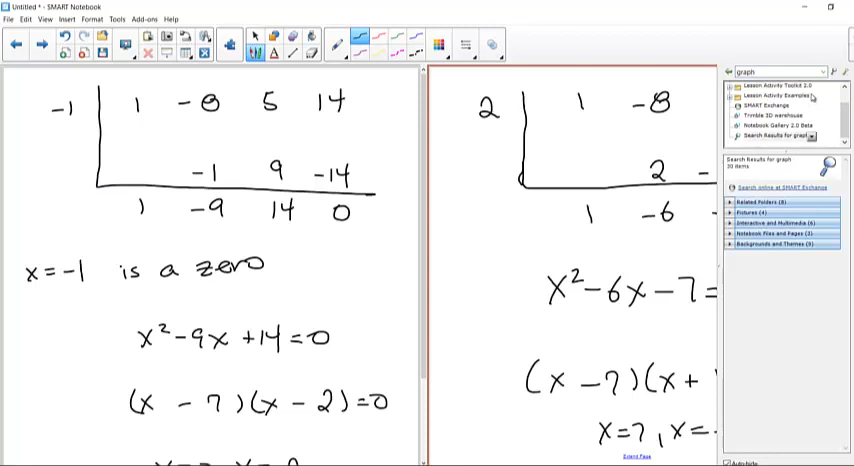 Untitled * - SMART Notebook
File Edit View Insert Format Tools Add-ons Help
-1 1 -8 5 14
-1 9 -14
1 -9 14 0
x = -1 is a zero
x² - 9x + 14 = 0
(x - 7)(x - 2) = 0
2 1 -8
2 -
1 -6 -
x² - 6x - 7 =
(x - 7)(x +
x = 7, x = -
Extend Page
graph
Lesson Activity Toolkit 2.0
Lesson Activity Examples
SMART Exchange
Trimble 3D warehouse
Notebook Gallery 2.0 Beta
Search Results for graph
Search Results for graph
30 items
Search online at SMART Exchange
Related Folders (8)
Pictures (4)
Interactive and Multimedia (6)
Notebook Files and Pages (3)
Backgrounds and Themes (9)
Auto-hide